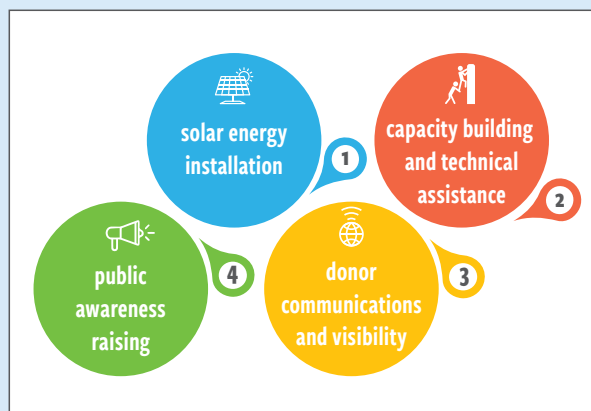 solar energy
installation
1
capacity building
and technical
assistance
2
donor
communications
and visibility
3
public
awareness
raising
4